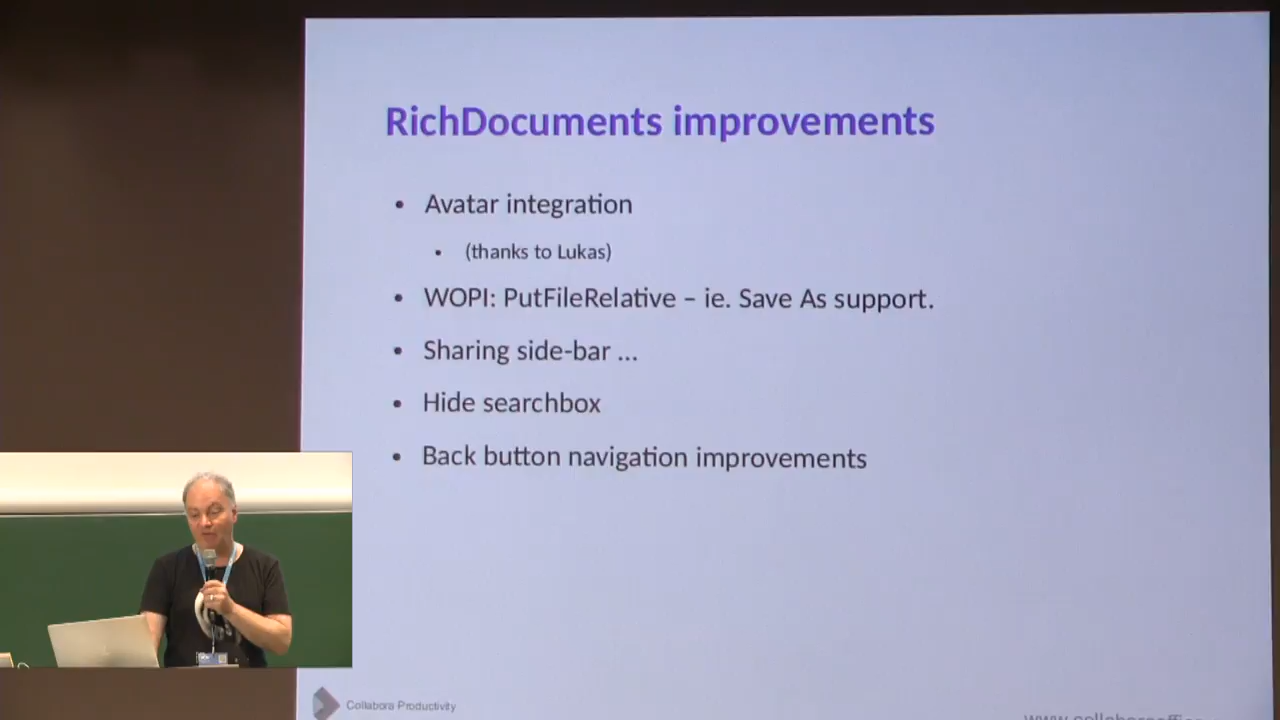 RichDocuments improvements
• Avatar integration
• (thanks to Lukas)
• WOPI: PutFileRelative – ie. Save As support.
• Sharing side-bar ...
• Hide searchbox
• Back button navigation improvements
Collabora Productivity